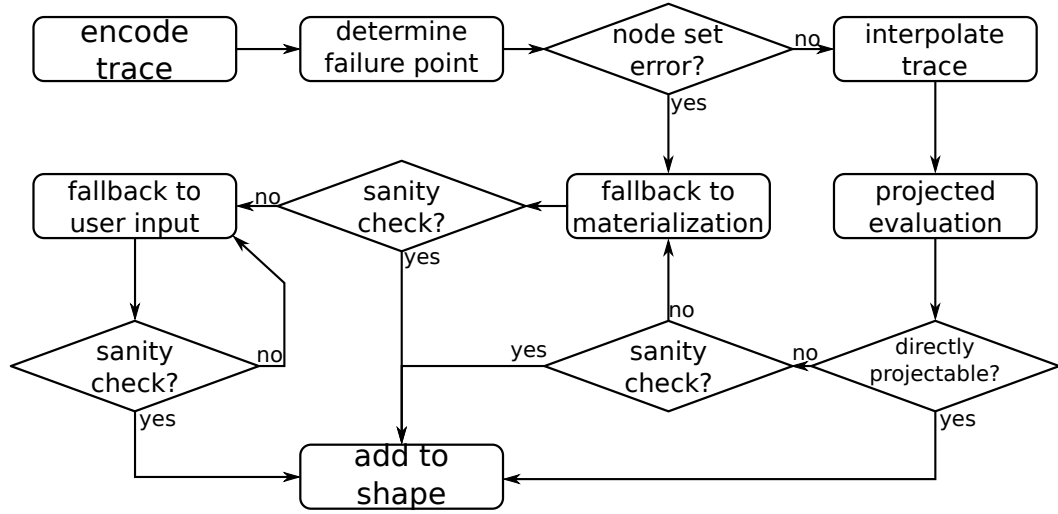 encode
trace
determine
failure point
node set
error?
no
interpolate
trace
yes
fallback to
user input
no
sanity
check?
yes
fallback to
materialization
projected
evaluation
sanity
check?
no
yes
yes
no
sanity
check?
no
directly
projectable?
yes
add to
shape